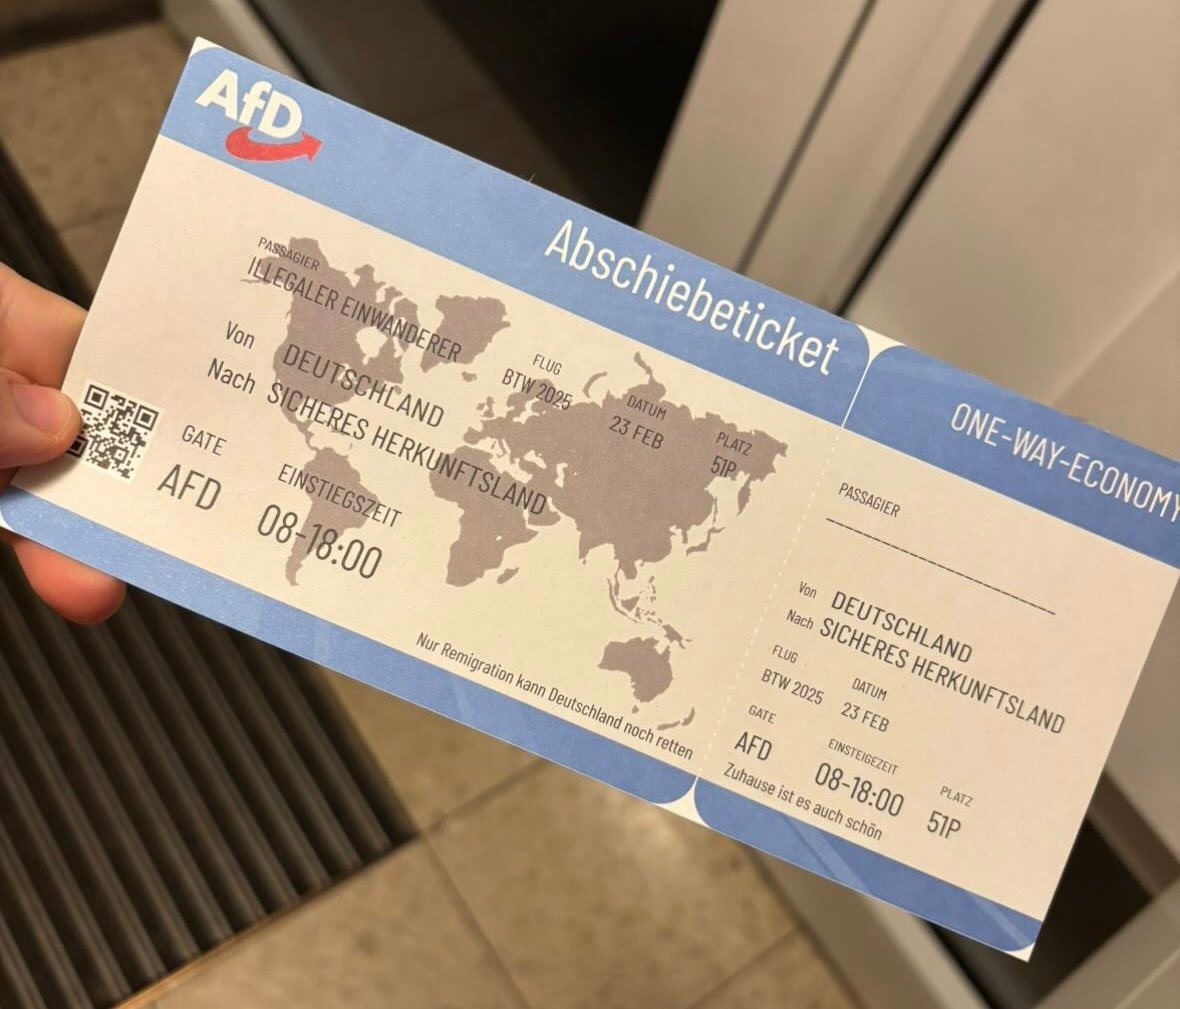 AfD
Abschiebeticket
PASSAGIER
ILLEGALER EINWANDERER
Von DEUTSCHLAND
Nach SICHERES HERKUNFTSLAND
FLUG
BTW 2025
DATUM
23 FEB
PLATZ
51P
GATE
AFD
EINSTIEGSZEIT
08-18:00
Nur Remigration kann Deutschland noch retten
ONE-WAY-ECONOMY
PASSAGIER
Von DEUTSCHLAND
Nach SICHERES HERKUNFTSLAND
FLUG
BTW 2025
DATUM
23 FEB
GATE
AFD
EINSTEIGEZEIT
08-18:00
PLATZ
51P
Zuhause ist es auch schön